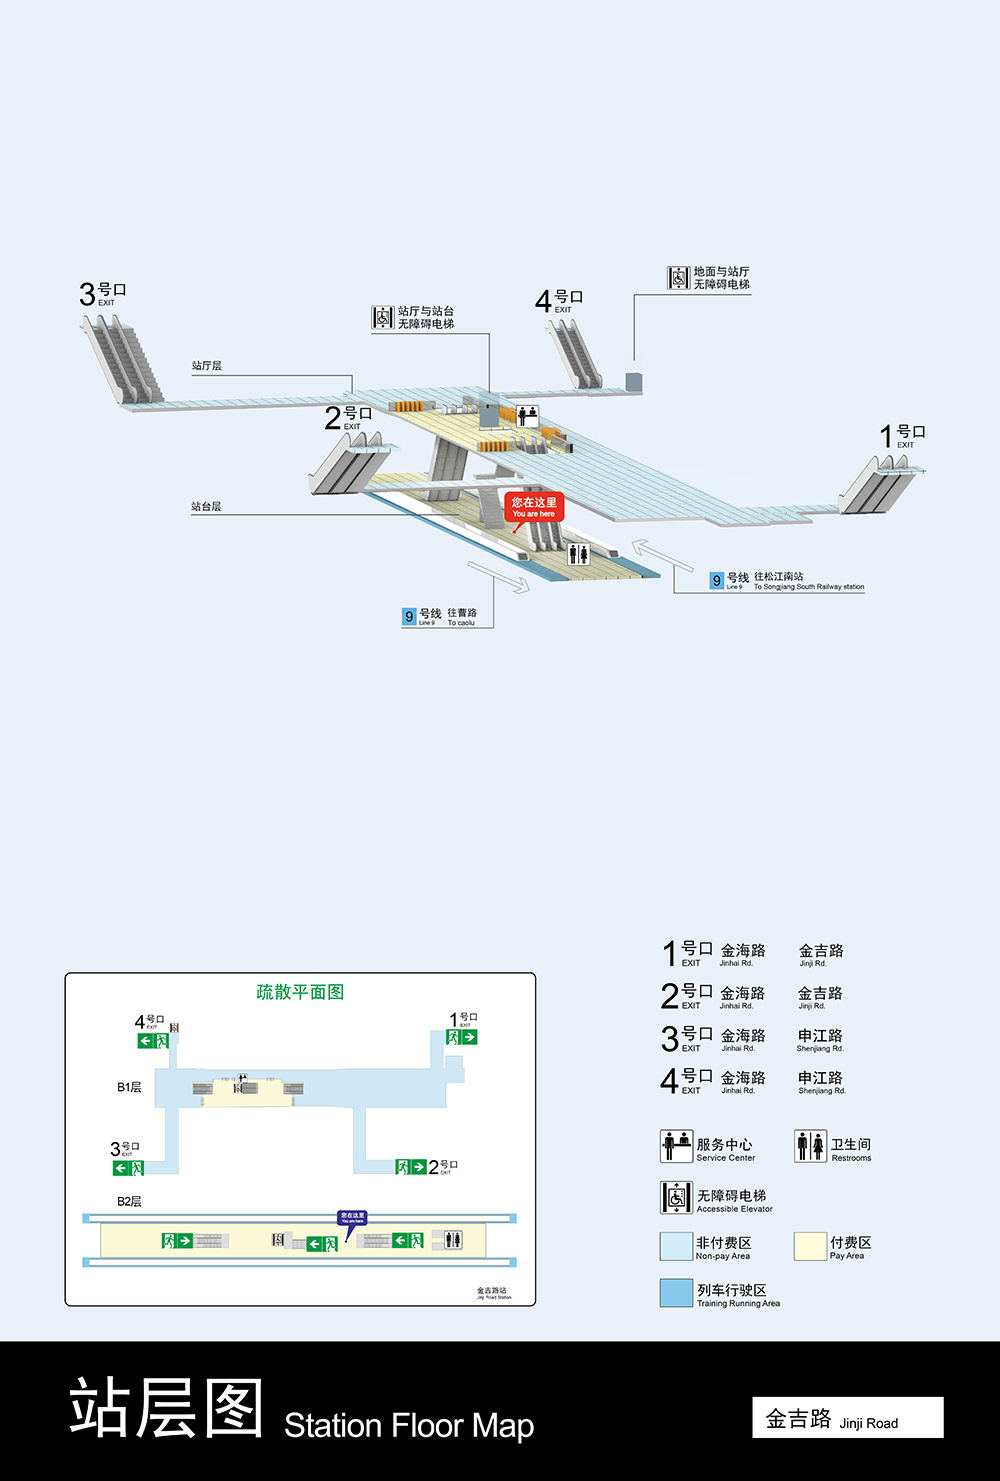 3号口
EXIT
站厅与站台
无障碍电梯
4号口
EXIT
地面与站厅
无障碍电梯
站厅层
2号口
EXIT
1号口
EXIT
站台层
您在这里
You are here
9 号线 往松江南站
Line 9 To Songjiang South Railway station
9 号线 往曹路
Line 9 To caolu
疏散平面图
4号口
EXIT
1号口
EXIT
B1层
3号口
EXIT
2号口
EXIT
B2层
您在这里
You are here
金吉路站
Jinji Road Station
1号口 金海路 金吉路
EXIT Jinhai Rd. Jinji Rd.
2号口 金海路 金吉路
EXIT Jinhai Rd. Jinji Rd.
3号口 金海路 申江路
EXIT Jinhai Rd. Shenjiang Rd.
4号口 金海路 申江路
EXIT Jinhai Rd. Shenjiang Rd.
服务中心 卫生间
Service Center Restrooms
无障碍电梯
Accessible Elevator
非付费区 付费区
Non-pay Area Pay Area
列车行驶区
Training Running Area
站层图 Station Floor Map
金吉路 Jinji Road